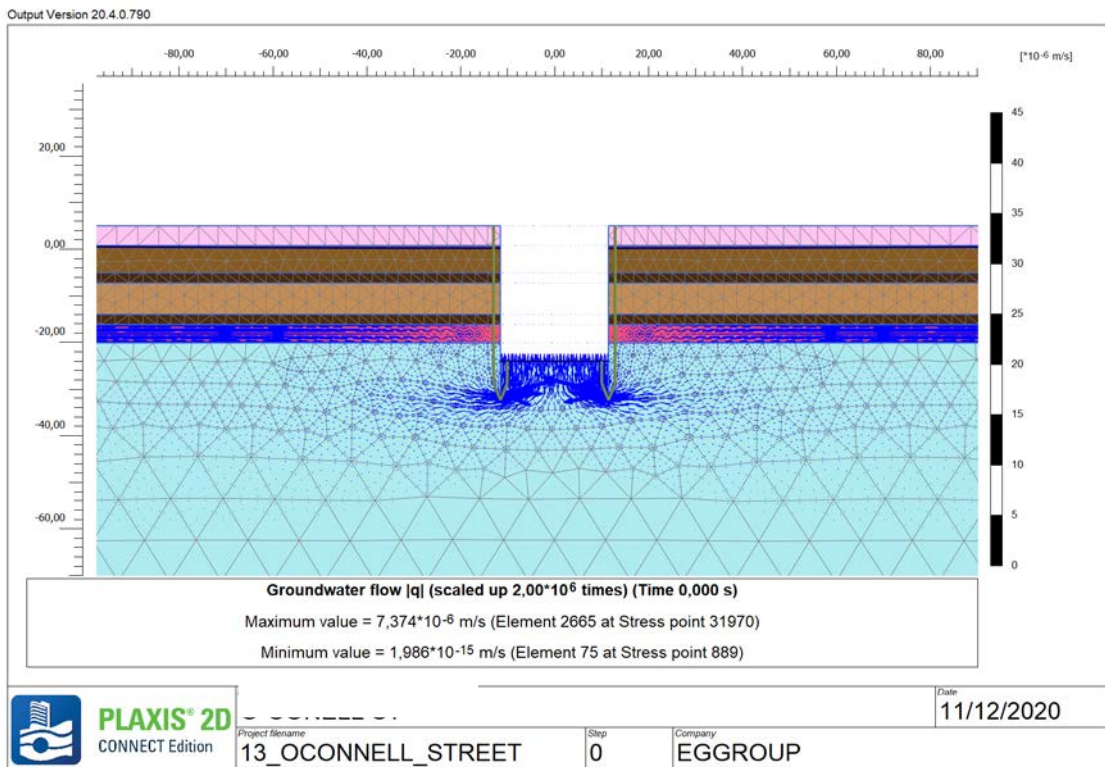 Output Version 20.4.0.790
-80,00 -60,00 -40,00 -20,00 0,00 20,00 40,00 60,00 80,00
[*10-6 m/s]
45
20,00
40
35
0,00
30
25
-20,00
20
15
-40,00
10
5
-60,00
0
Groundwater flow |q| (scaled up 2,00*106 times) (Time 0,000 s)
Maximum value = 7,374*10-6 m/s (Element 2665 at Stress point 31970)
Minimum value = 1,986*10-15 m/s (Element 75 at Stress point 889)
PLAXIS® 2D
CONNECT Edition
Date
11/12/2020
Project filename
13_OCONNELL_STREET
Step
0
Company
EGGROUP